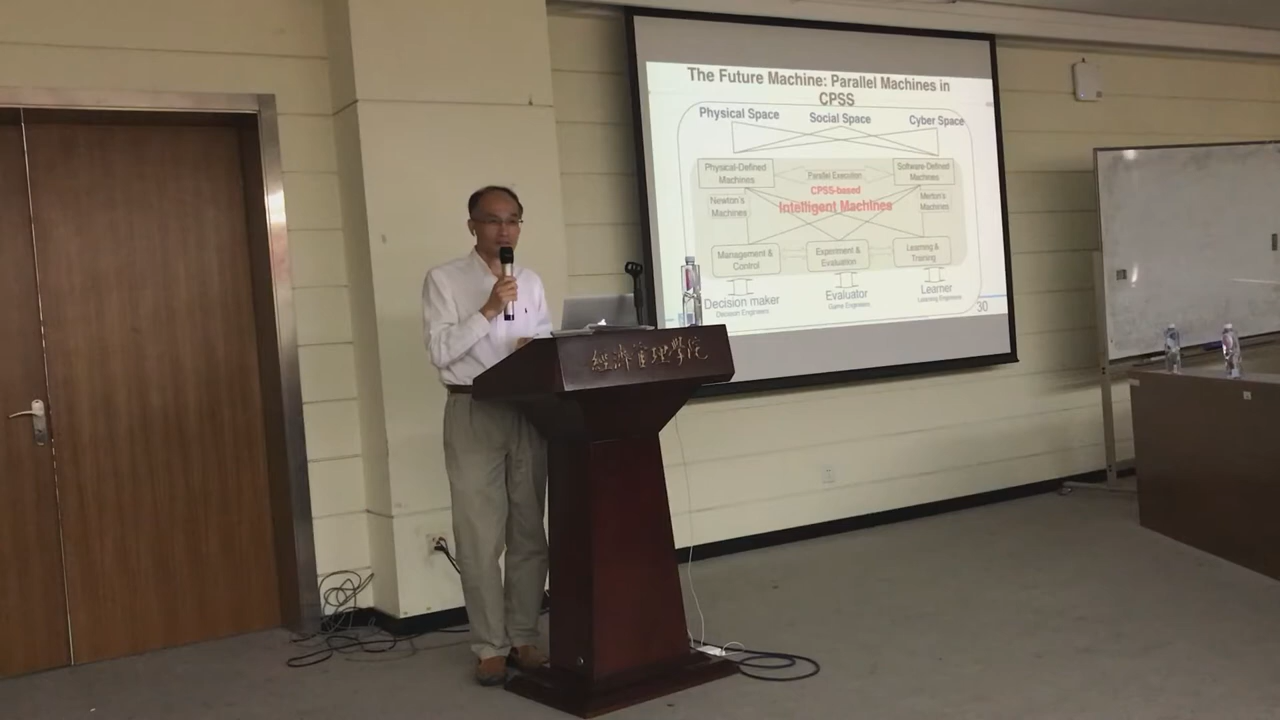 The Future Machine: Parallel Machines in
CPSS
Physical Space
Social Space
Cyber Space
Physical-Defined
Machines
Parallel Execution
Software-Defined
Machines
CPSS-based
Intelligent Machines
Newton's
Machines
Merton's
Machines
Management &
Control
Experiment &
Evaluation
Learning &
Training
Decision maker
Decision Engineers
Evaluator
Game Engineers
Learner
Learning Engineers
30
經濟管理學院